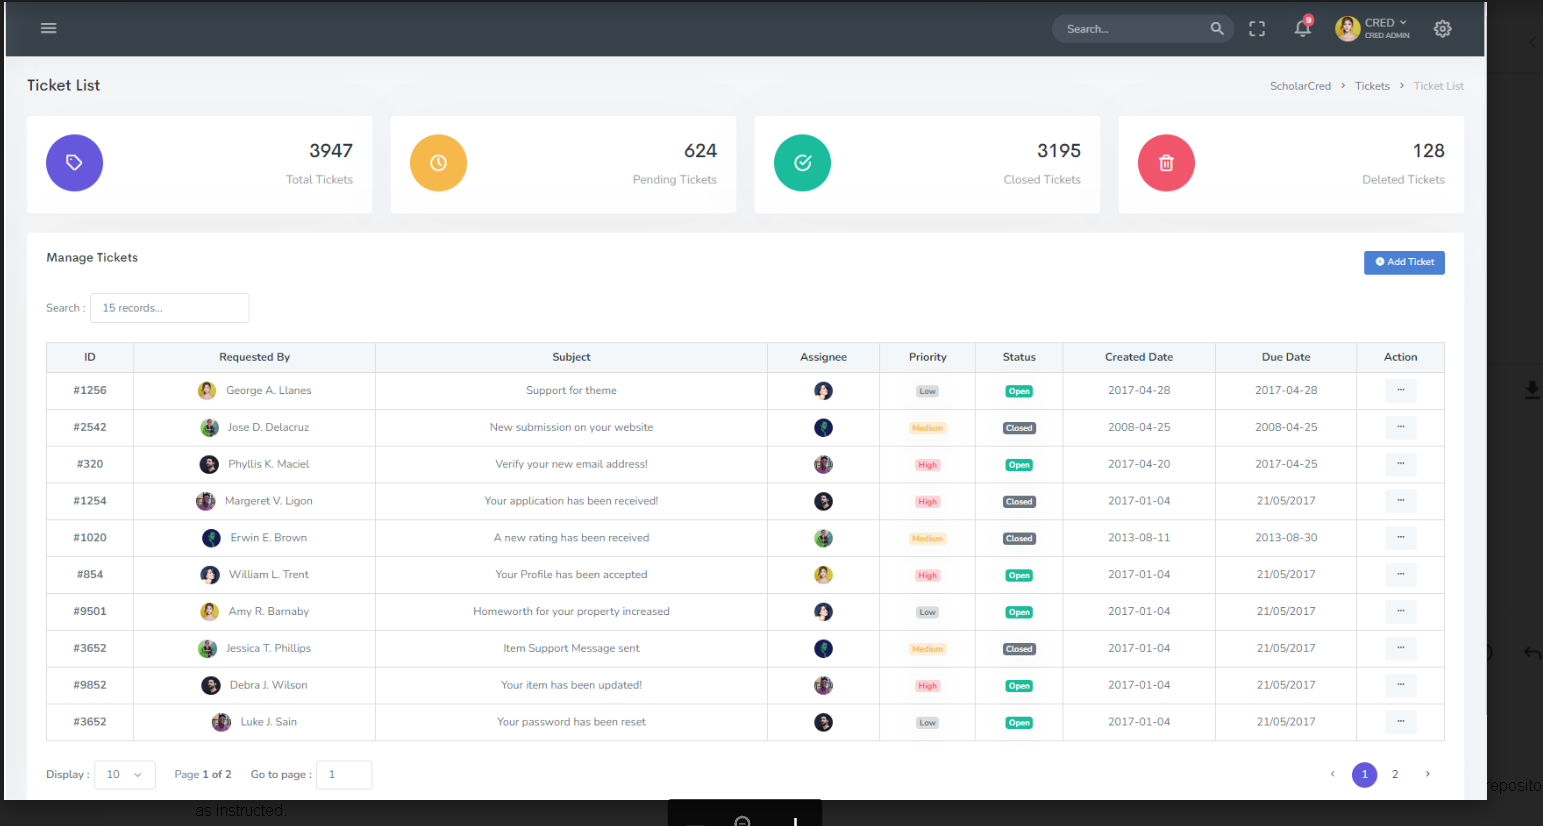 Search...
9
CRED
CRED ADMIN
Ticket List
ScholarCred > Tickets > Ticket List
3947
Total Tickets
624
Pending Tickets
3195
Closed Tickets
128
Deleted Tickets
Manage Tickets
Add Ticket
Search : 15 records...
ID Requested By Subject Assignee Priority Status Created Date Due Date Action
#1256 George A. Llanes Support for theme Low Open 2017-04-28 2017-04-28 ...
#2542 Jose D. Delacruz New submission on your website Medium Closed 2008-04-25 2008-04-25 ...
#320 Phyllis K. Maciel Verify your new email address! High Open 2017-04-20 2017-04-25 ...
#1254 Margeret V. Ligon Your application has been received! High Closed 2017-01-04 21/05/2017 ...
#1020 Erwin E. Brown A new rating has been received Medium Closed 2013-08-11 2013-08-30 ...
#854 William L. Trent Your Profile has been accepted High Open 2017-01-04 21/05/2017 ...
#9501 Amy R. Barnaby Homeworth for your property increased Low Open 2017-01-04 21/05/2017 ...
#3652 Jessica T. Phillips Item Support Message sent Medium Closed 2017-01-04 21/05/2017 ...
#9852 Debra J. Wilson Your item has been updated! High Open 2017-01-04 21/05/2017 ...
#3652 Luke J. Sain Your password has been reset Low Open 2017-01-04 21/05/2017 ...
Display : 10 Page 1 of 2 Go to page : 1 < 1 2 >
reposito
as instructed.